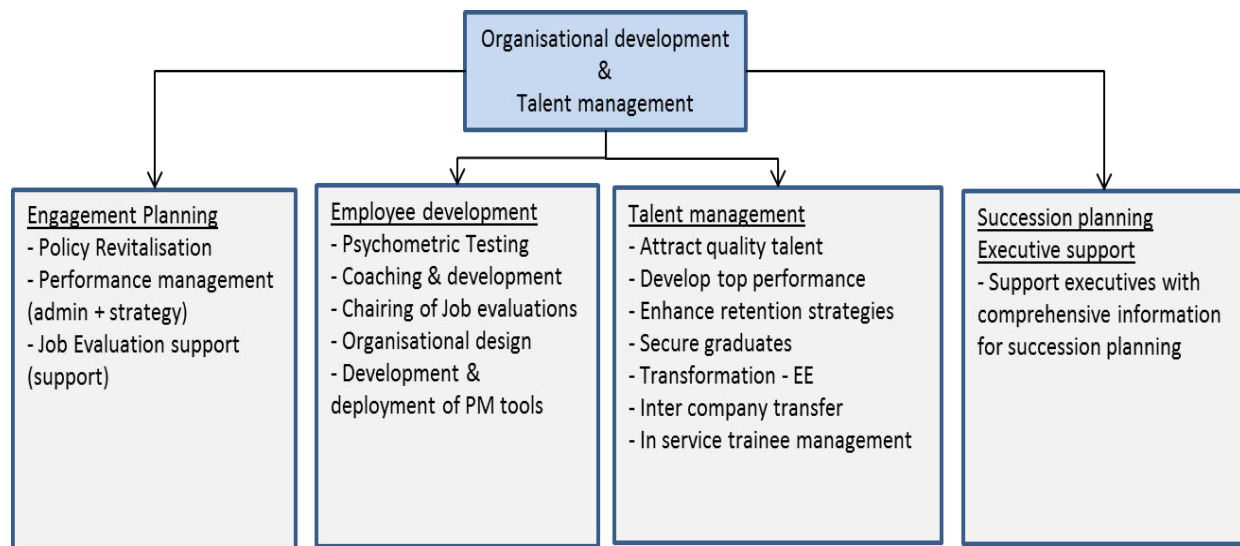 Organisational development
&
Talent management
Engagement Planning
- Policy Revitalisation
- Performance management
(admin + strategy)
- Job Evaluation support
(support)
Employee development
- Psychometric Testing
- Coaching & development
- Chairing of Job evaluations
- Organisational design
- Development &
deployment of PM tools
Talent management
- Attract quality talent
- Develop top performance
- Enhance retention strategies
- Secure graduates
- Transformation - EE
- Inter company transfer
- In service trainee management
Succession planning
Executive support
- Support executives with
comprehensive information
for succession planning